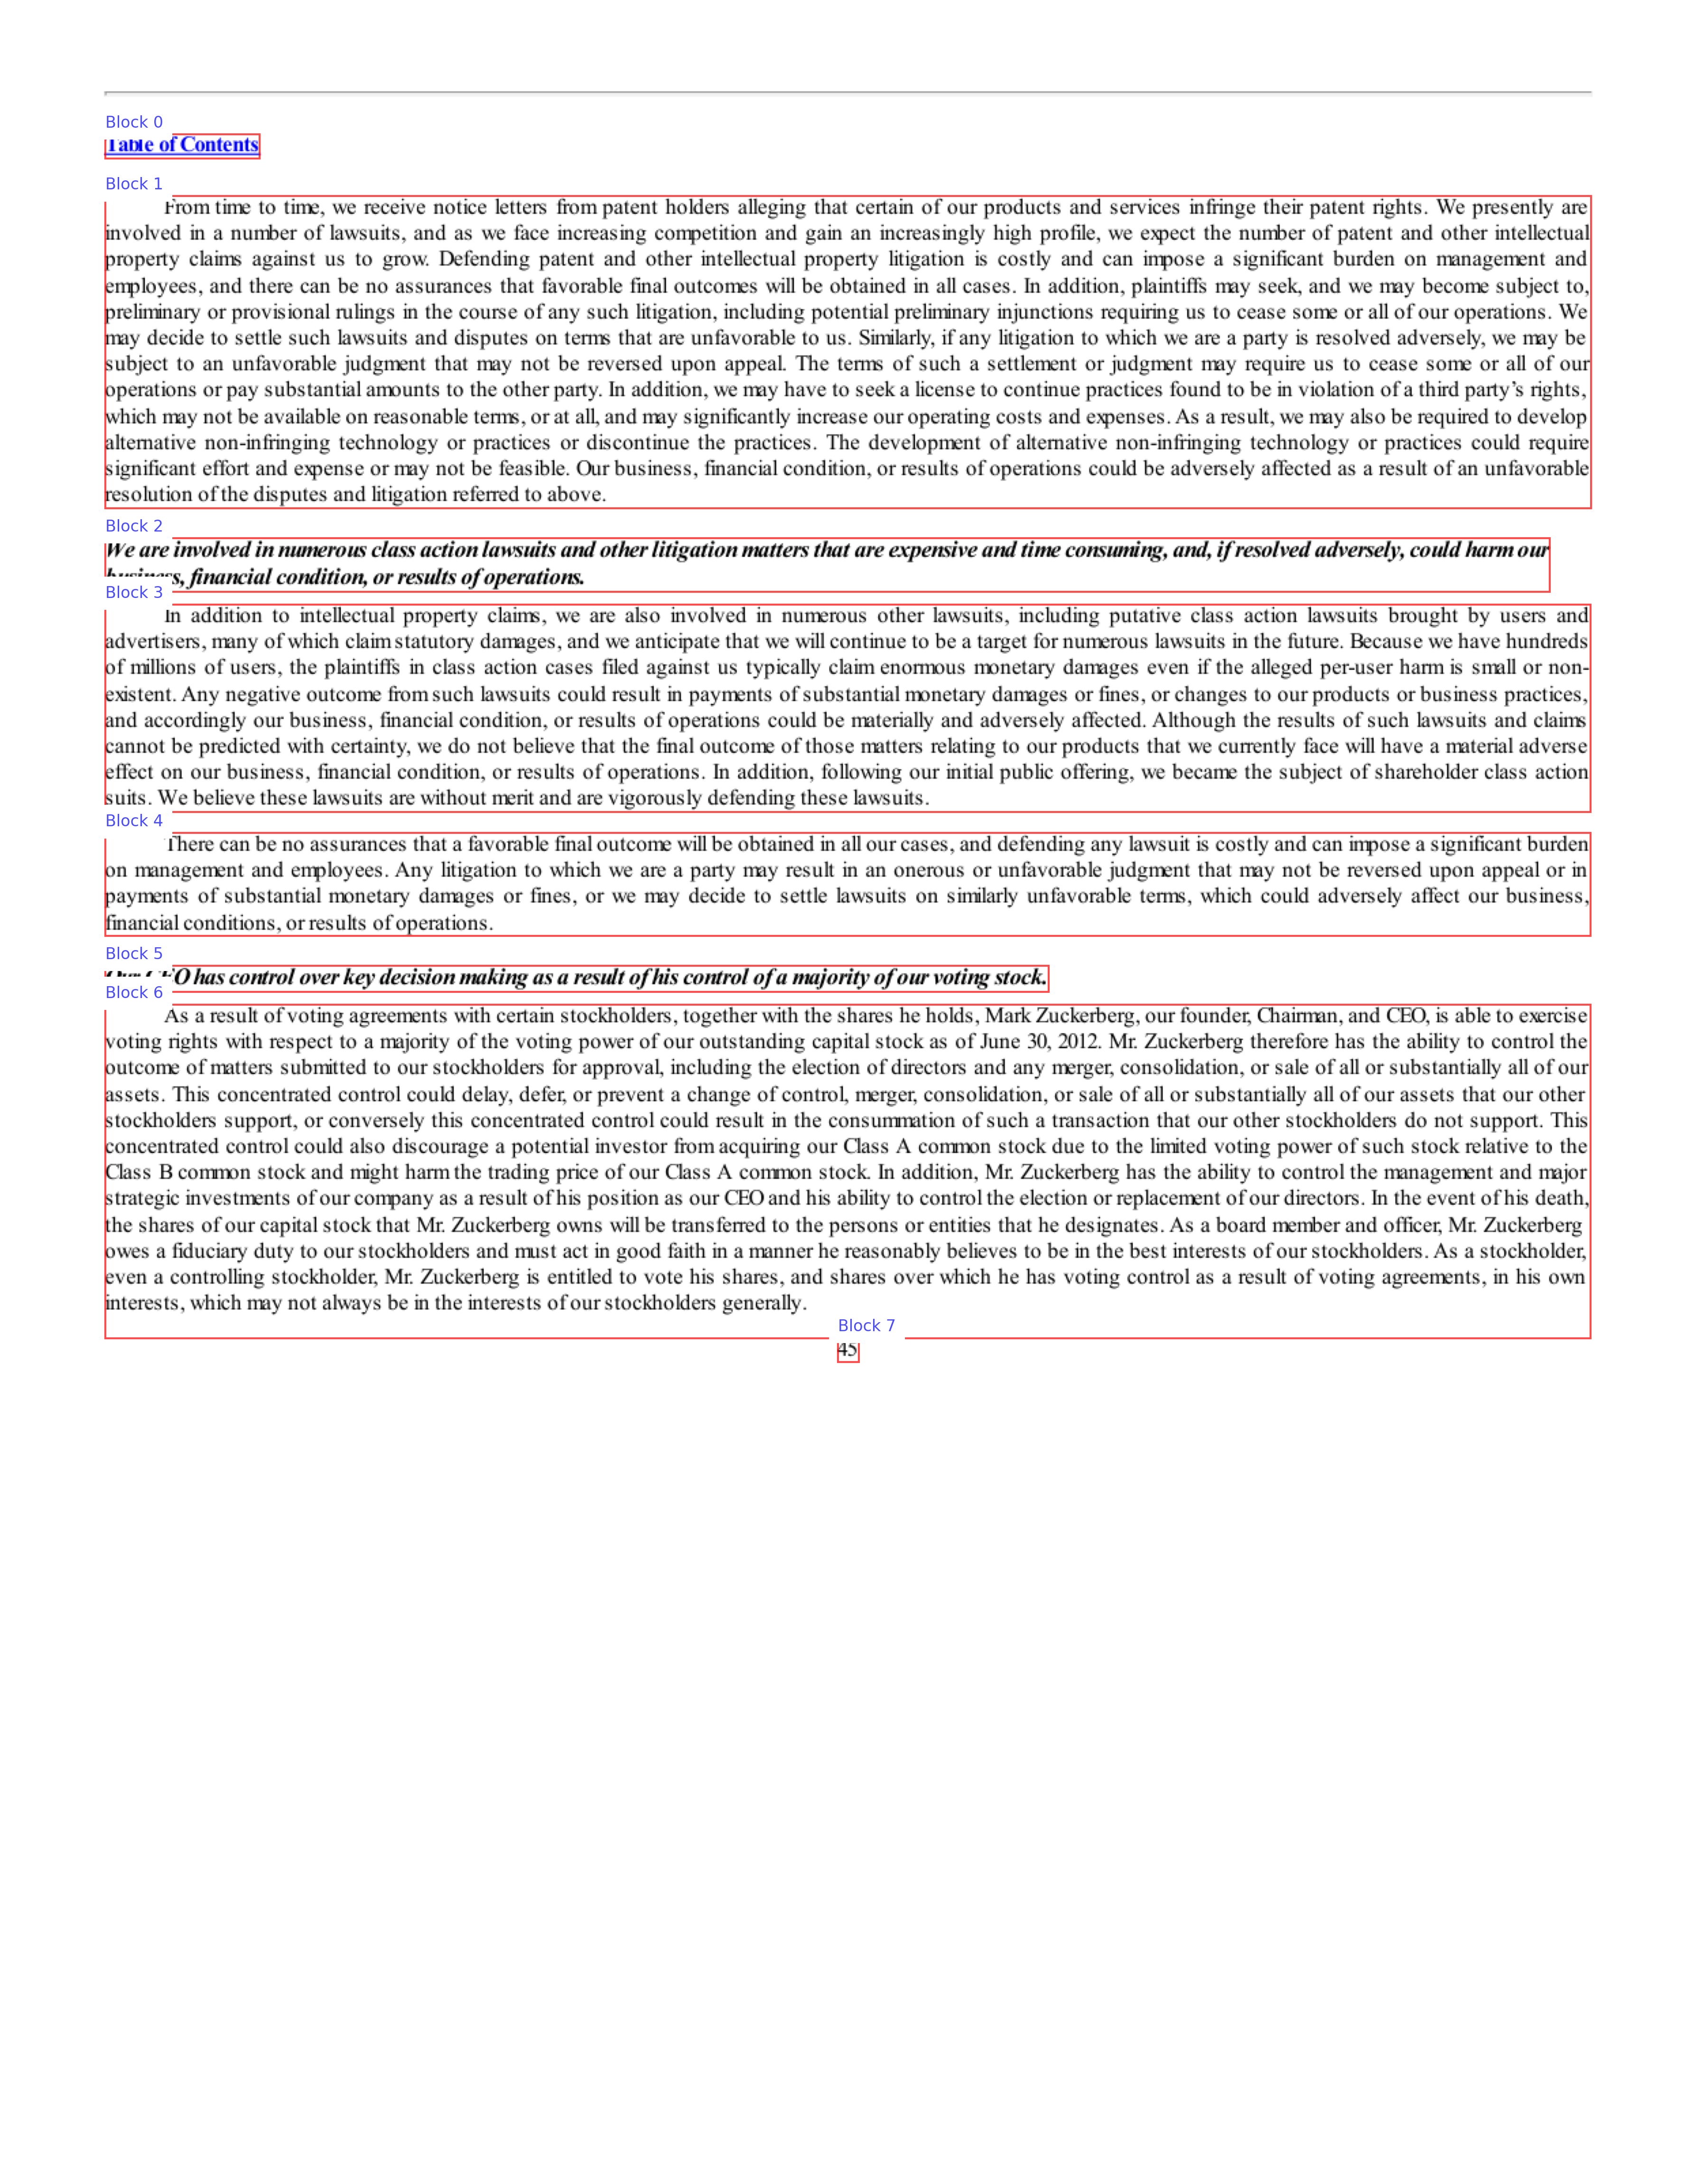 Block 0
Table of Contents
Block 1
From time to time, we receive notice letters from patent holders alleging that certain of our products and services infringe their patent rights. We presently are
involved in a number of lawsuits, and as we face increasing competition and gain an increasingly high profile, we expect the number of patent and other intellectual
property claims against us to grow. Defending patent and other intellectual property litigation is costly and can impose a significant burden on management and
employees, and there can be no assurances that favorable final outcomes will be obtained in all cases. In addition, plaintiffs may seek, and we may become subject to,
preliminary or provisional rulings in the course of any such litigation, including potential preliminary injunctions requiring us to cease some or all of our operations. We
may decide to settle such lawsuits and disputes on terms that are unfavorable to us. Similarly, if any litigation to which we are a party is resolved adversely, we may be
subject to an unfavorable judgment that may not be reversed upon appeal. The terms of such a settlement or judgment may require us to cease some or all of our
operations or pay substantial amounts to the other party. In addition, we may have to seek a license to continue practices found to be in violation of a third party’s rights,
which may not be available on reasonable terms, or at all, and may significantly increase our operating costs and expenses. As a result, we may also be required to develop
alternative non-infringing technology or practices or discontinue the practices. The development of alternative non-infringing technology or practices could require
significant effort and expense or may not be feasible. Our business, financial condition, or results of operations could be adversely affected as a result of an unfavorable
resolution of the disputes and litigation referred to above.
Block 2
We are involved in numerous class action lawsuits and other litigation matters that are expensive and time consuming, and, if resolved adversely, could harm our
business, financial condition, or results of operations.
Block 3
In addition to intellectual property claims, we are also involved in numerous other lawsuits, including putative class action lawsuits brought by users and
advertisers, many of which claim statutory damages, and we anticipate that we will continue to be a target for numerous lawsuits in the future. Because we have hundreds
of millions of users, the plaintiffs in class action cases filed against us typically claim enormous monetary damages even if the alleged per-user harm is small or non-
existent. Any negative outcome from such lawsuits could result in payments of substantial monetary damages or fines, or changes to our products or business practices,
and accordingly our business, financial condition, or results of operations could be materially and adversely affected. Although the results of such lawsuits and claims
cannot be predicted with certainty, we do not believe that the final outcome of those matters relating to our products that we currently face will have a material adverse
effect on our business, financial condition, or results of operations. In addition, following our initial public offering, we became the subject of shareholder class action
suits. We believe these lawsuits are without merit and are vigorously defending these lawsuits.
Block 4
There can be no assurances that a favorable final outcome will be obtained in all our cases, and defending any lawsuit is costly and can impose a significant burden
on management and employees. Any litigation to which we are a party may result in an onerous or unfavorable judgment that may not be reversed upon appeal or in
payments of substantial monetary damages or fines, or we may decide to settle lawsuits on similarly unfavorable terms, which could adversely affect our business,
financial conditions, or results of operations.
Block 5
Our CEO has control over key decision making as a result of his control of a majority of our voting stock.
Block 6
As a result of voting agreements with certain stockholders, together with the shares he holds, Mark Zuckerberg, our founder, Chairman, and CEO, is able to exercise
voting rights with respect to a majority of the voting power of our outstanding capital stock as of June 30, 2012. Mr. Zuckerberg therefore has the ability to control the
outcome of matters submitted to our stockholders for approval, including the election of directors and any merger, consolidation, or sale of all or substantially all of our
assets. This concentrated control could delay, defer, or prevent a change of control, merger, consolidation, or sale of all or substantially all of our assets that our other
stockholders support, or conversely this concentrated control could result in the consummation of such a transaction that our other stockholders do not support. This
concentrated control could also discourage a potential investor from acquiring our Class A common stock due to the limited voting power of such stock relative to the
Class B common stock and might harm the trading price of our Class A common stock. In addition, Mr. Zuckerberg has the ability to control the management and major
strategic investments of our company as a result of his position as our CEO and his ability to control the election or replacement of our directors. In the event of his death,
the shares of our capital stock that Mr. Zuckerberg owns will be transferred to the persons or entities that he designates. As a board member and officer, Mr. Zuckerberg
owes a fiduciary duty to our stockholders and must act in good faith in a manner he reasonably believes to be in the best interests of our stockholders. As a stockholder,
even a controlling stockholder, Mr. Zuckerberg is entitled to vote his shares, and shares over which he has voting control as a result of voting agreements, in his own
interests, which may not always be in the interests of our stockholders generally.
Block 7
45